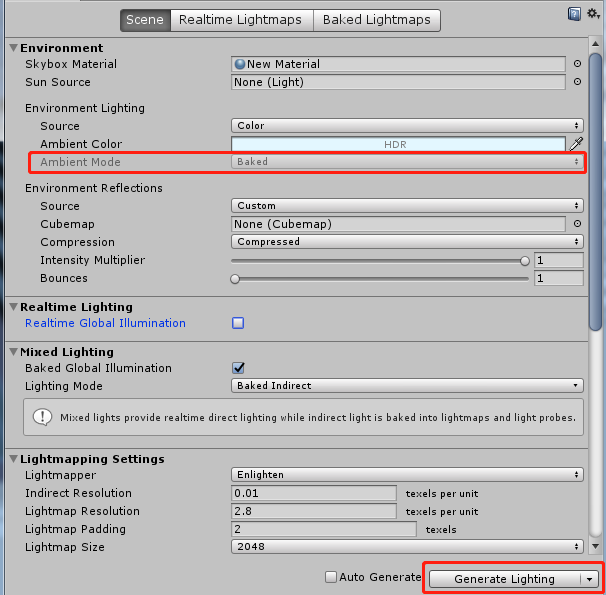 Scene Realtime Lightmaps Baked Lightmaps
Environment
Skybox Material New Material
Sun Source None (Light)
Environment Lighting
Source Color
Ambient Color HDR
Ambient Mode Baked
Environment Reflections
Source Custom
Cubemap None (Cubemap)
Compression Compressed
Intensity Multiplier 1
Bounces 1
Realtime Lighting
Realtime Global Illumination
Mixed Lighting
Baked Global Illumination
Lighting Mode Baked Indirect
Mixed lights provide realtime direct lighting while indirect light is baked into lightmaps and light probes.
Lightmapping Settings
Lightmapper Enlighten
Indirect Resolution 0.01 texels per unit
Lightmap Resolution 2.8 texels per unit
Lightmap Padding 2 texels
Lightmap Size 2048
Auto Generate Generate Lighting